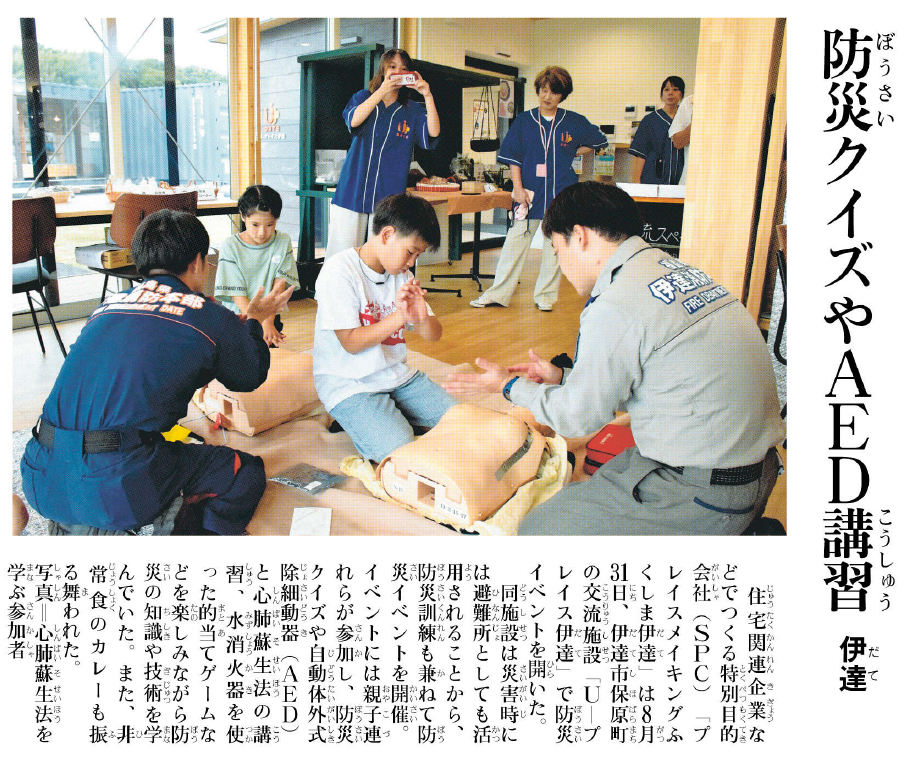 防災クイズやAED講習
伊達
住宅関連企業な
どでつくる特別目的
会社(SPC)「プ
レイスメイキングふ
くしま伊達」は8月
31日、伊達市保原町
の交流施設「U―プ
レイス伊達」で防災
イベントを開いた。
同施設は災害時に
は避難所としても活
用されることから、
防災訓練も兼ねて防
災イベントを開催。
イベントには親子連
れらが参加し、防災
クイズや自動体外式
除細動器(AED)
と心肺蘇生法の講
習、水消火器を使
った的当てゲームな
どを楽しみながら防
災の知識や技術を学
んでいた。また、非
常食のカレーも振
る舞われた。
写真＝心肺蘇生法を
学ぶ参加者
消防本部
伊達
FIRE
流スペ